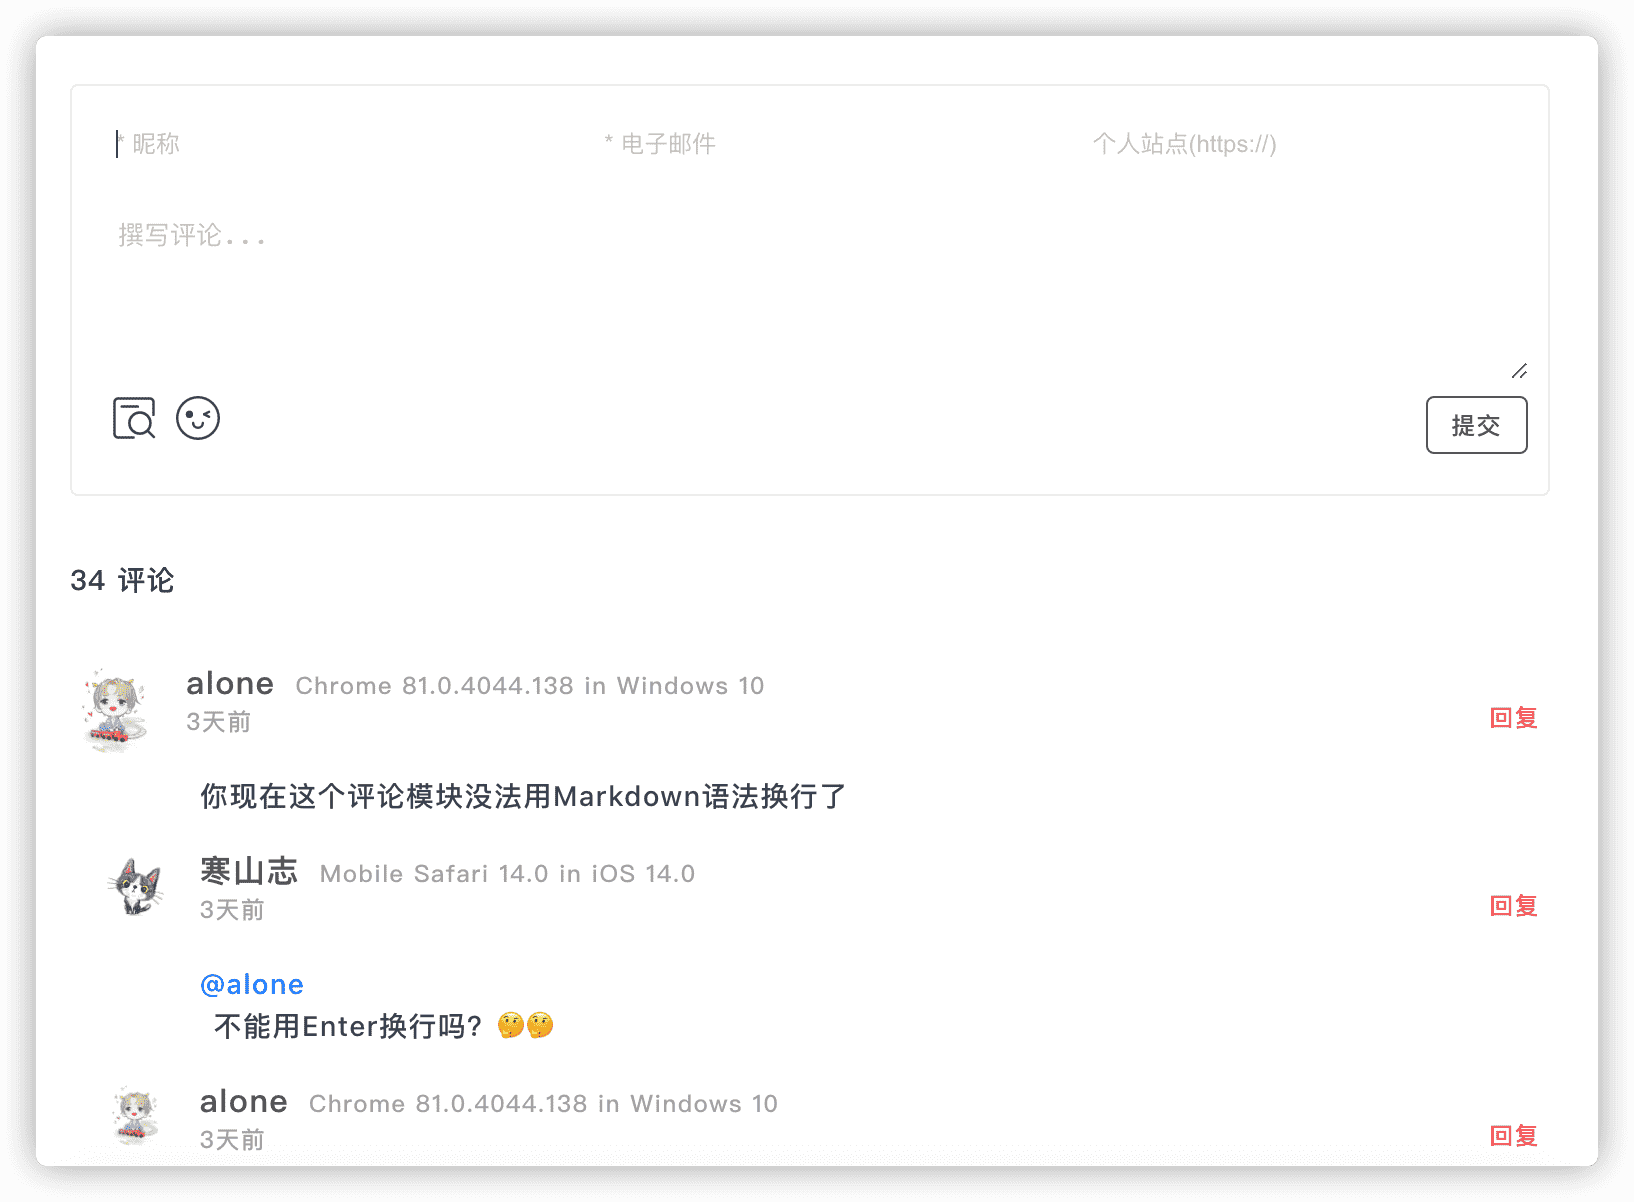 * 昵称
* 电子邮件
个人站点(https://)
撰写评论...
提交
34 评论
alone Chrome 81.0.4044.138 in Windows 10
3天前
回复
你现在这个评论模块没法用Markdown语法换行了
寒山志 Mobile Safari 14.0 in iOS 14.0
3天前
回复
@alone
不能用Enter换行吗? 🤔🤔
alone Chrome 81.0.4044.138 in Windows 10
3天前
回复